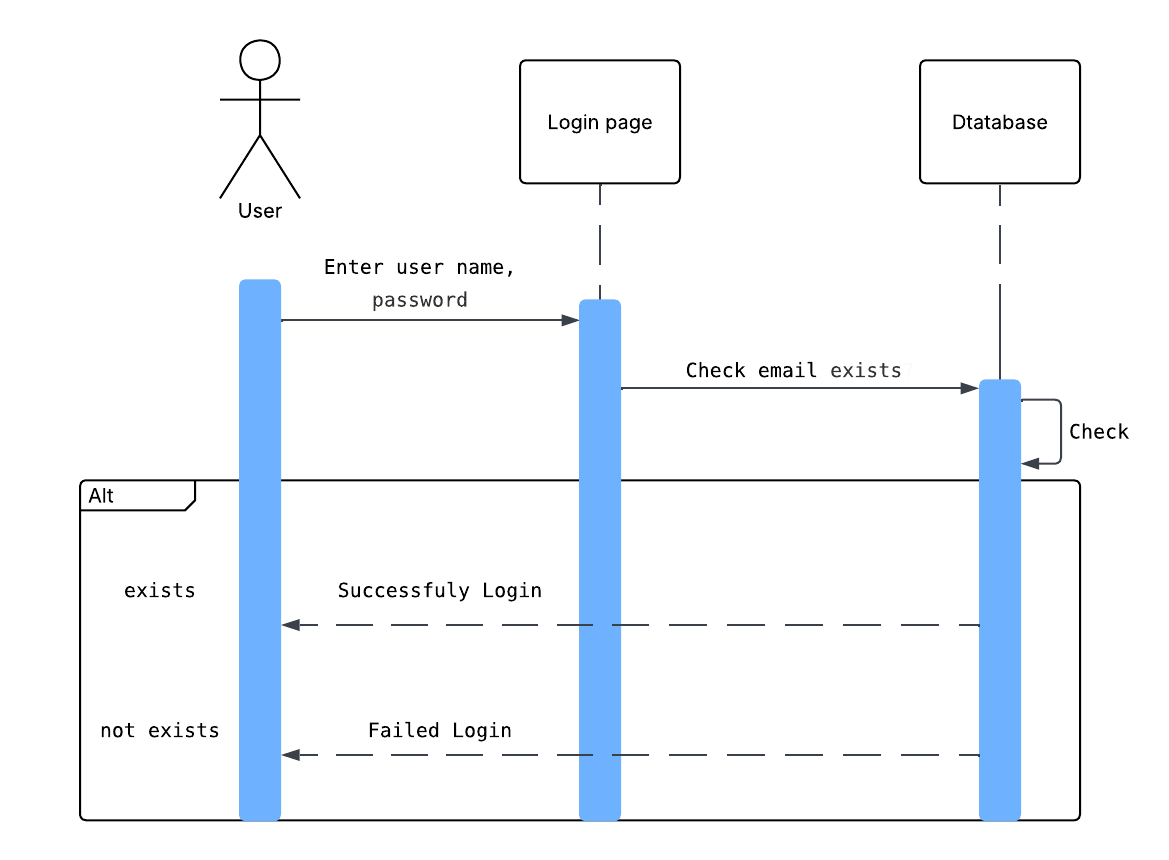 Login page
Dtatabase
User
Enter user name,
password
Check email exists
Check
Alt
exists
Successfuly Login
not exists
Failed Login